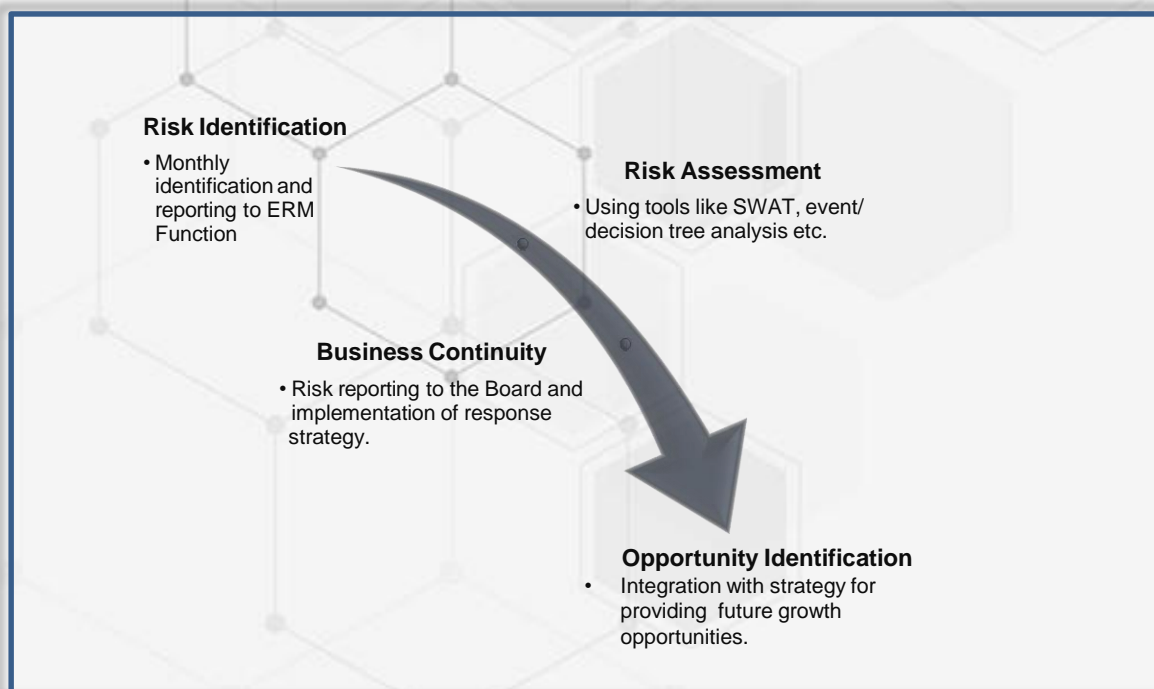 Risk Identification
• Monthly
identification and
reporting to ERM
Function
Risk Assessment
• Using tools like SWAT, event/
decision tree analysis etc.
Business Continuity
• Risk reporting to the Board and
implementation of response
strategy.
Opportunity Identification
• Integration with strategy for
providing future growth
opportunities.